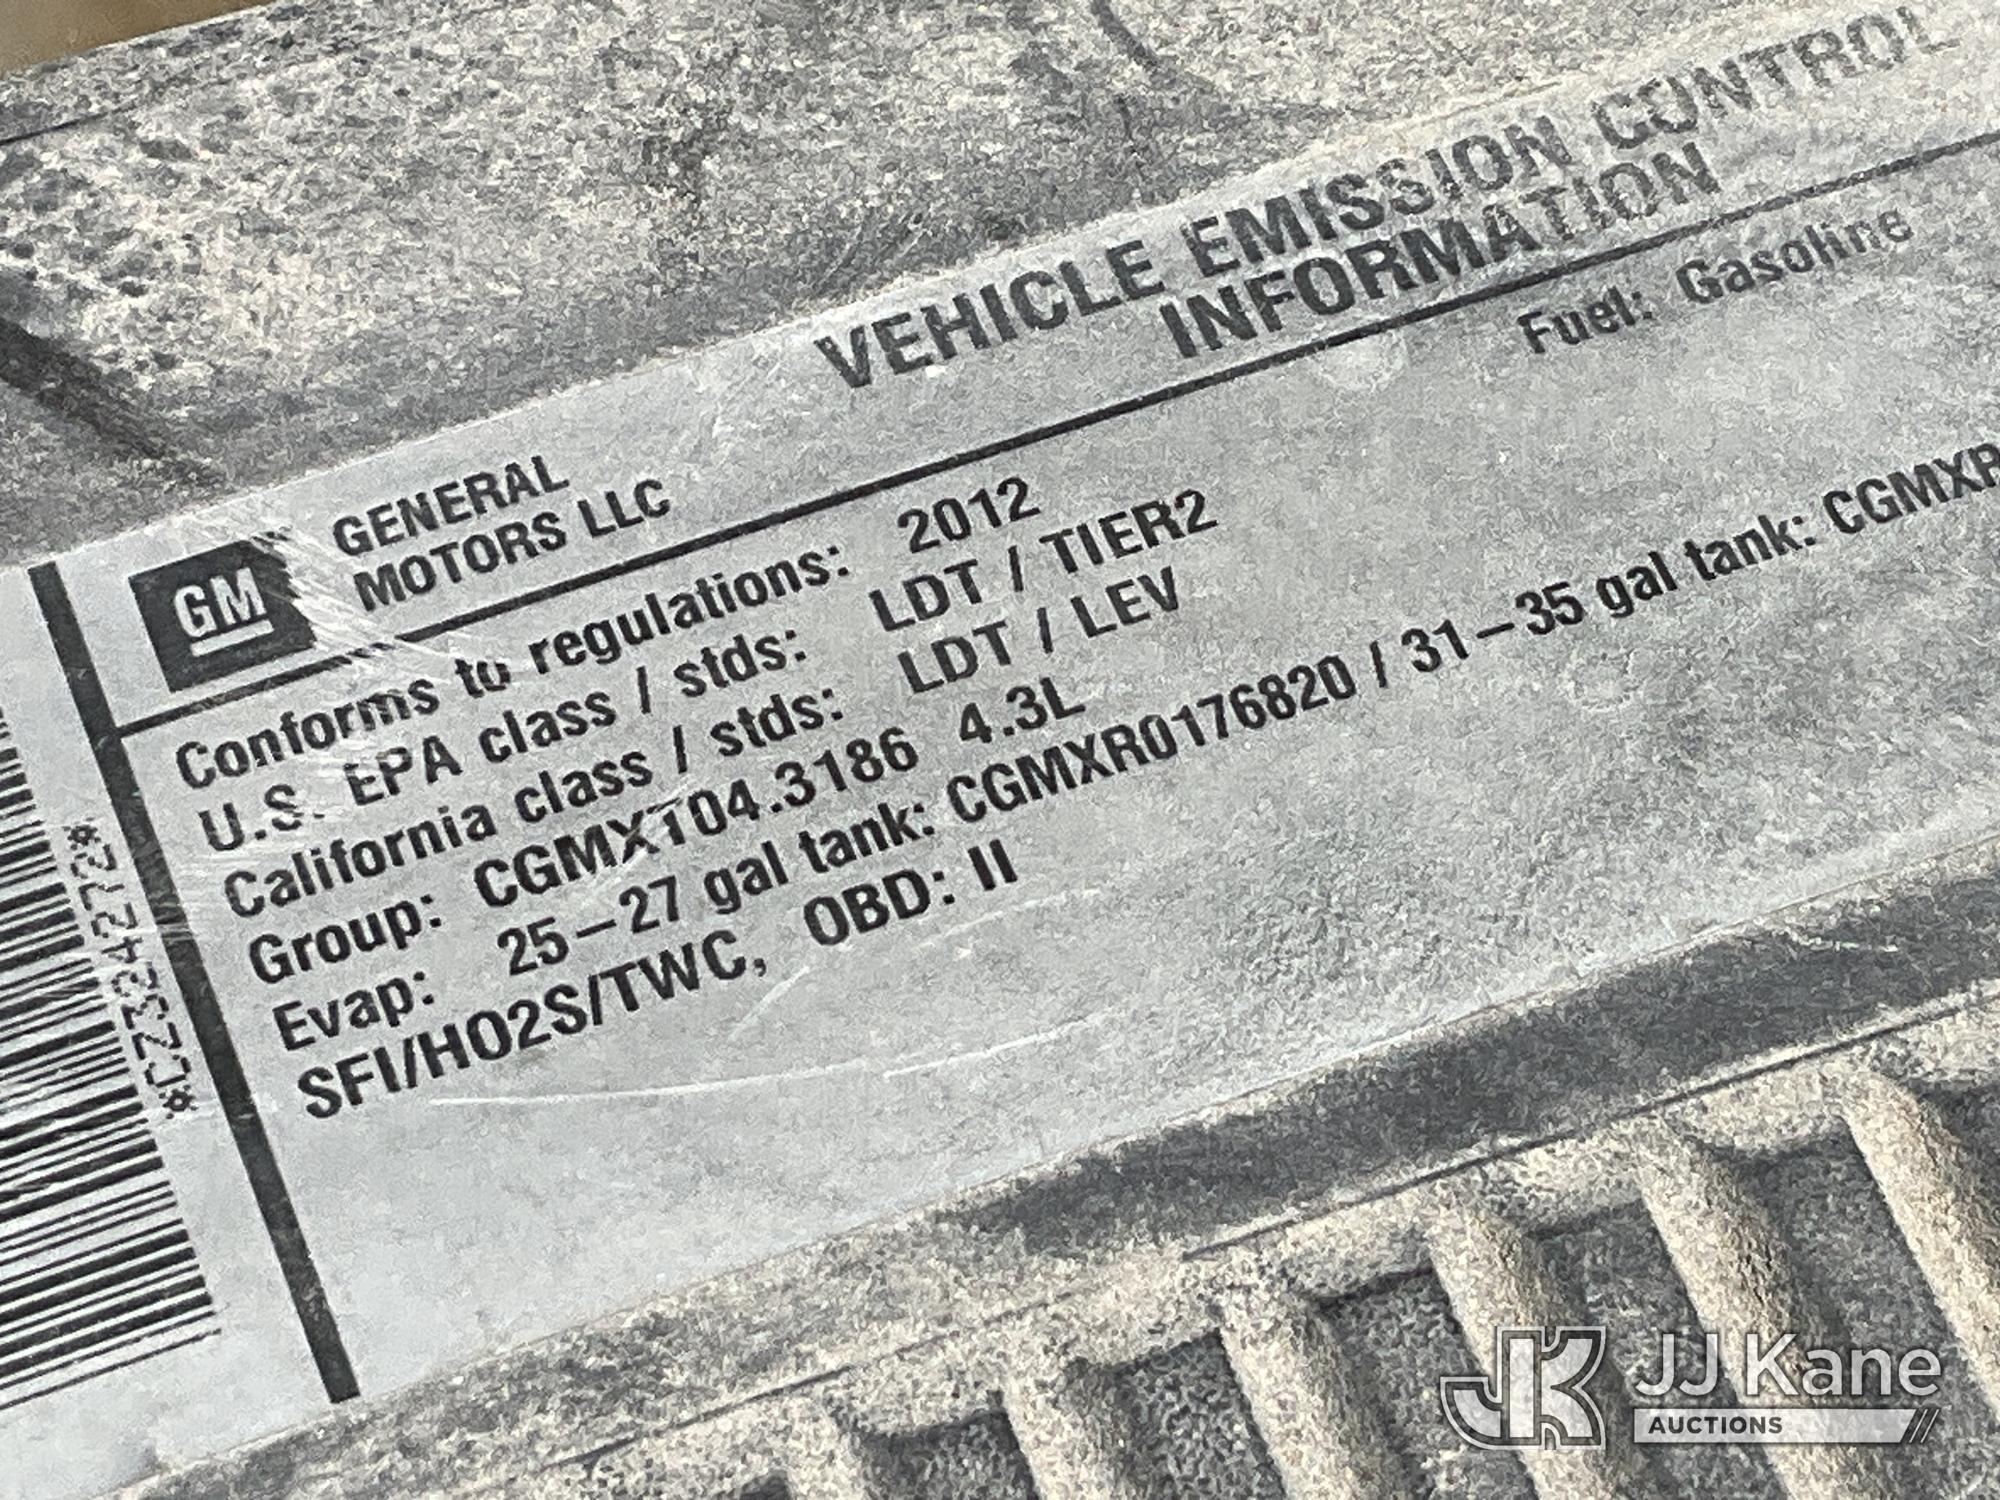 VEHICLE EMISSION CONTROL
INFORMATION
GM
GENERAL
MOTORS LLC
Fuel: Gasoline
Conforms to regulations: 2012
U.S. EPA class / stds: LDT / TIER2
California class / stds: LDT / LEV
Group: CGMXT04.3186 4.3L
Evap: 25-27 gal tank: CGMXR0176820 / 31-35 gal tank: CGMXR
SFI/HO2S/TWC, OBD: II
*CZ3Z4272*
JK JJ Kane
AUCTIONS